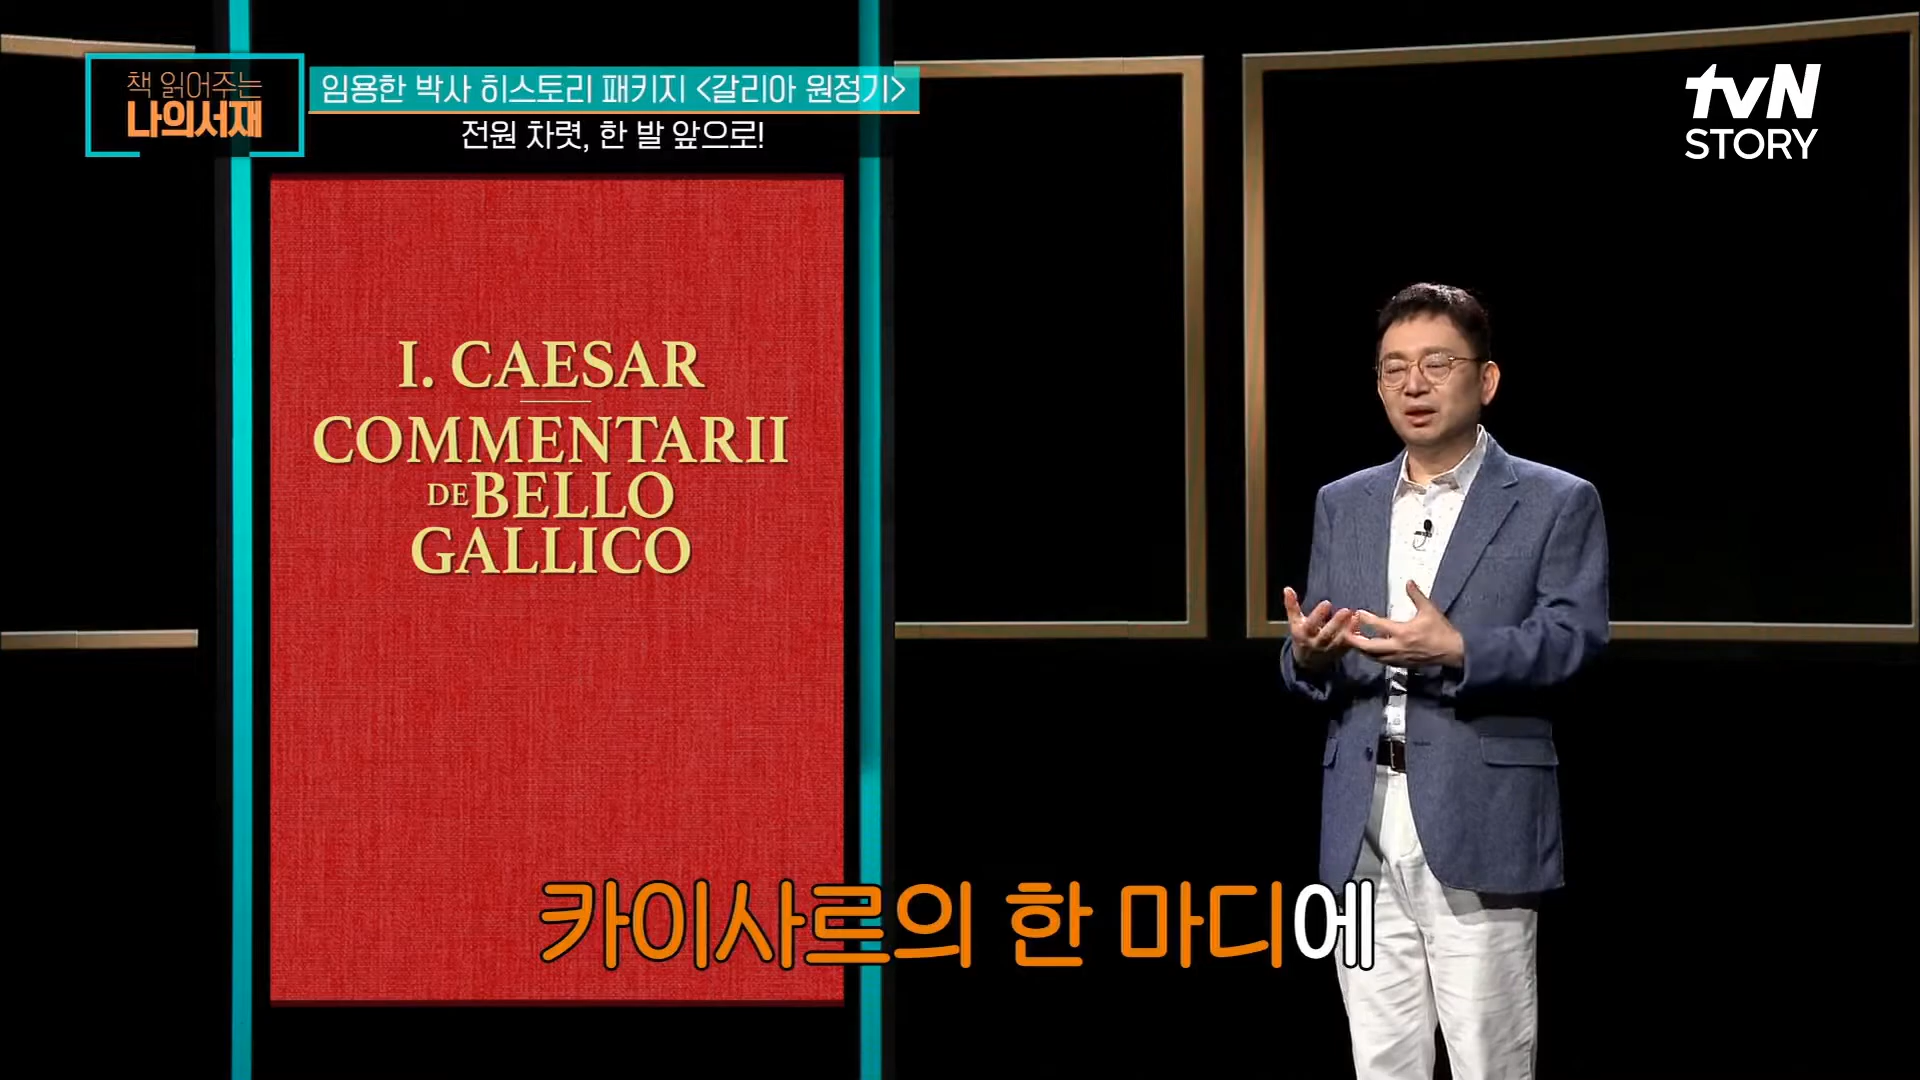 책 읽어주는
나의서재
임용한 박사 히스토리 패키지 <갈리아 원정기>
전원 차렷, 한 발 앞으로!
tvN
STORY
I. CAESAR
COMMENTARII
DE BELLO
GALLICO
카이사르의 한 마디에